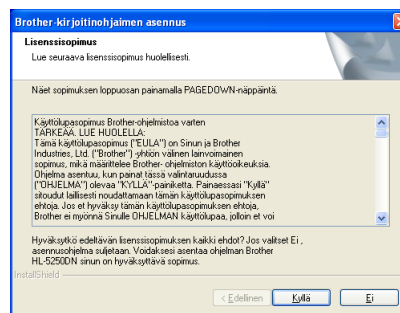 Brother-kirjoitinohjaimen asennus
Lisenssisopimus
Lue seuraava lisenssisopimus huolellisesti.
Näet sopimuksen loppuosan painamalla PAGEDOWN-näppäintä.
Käyttölupasopimus Brother-ohjelmistoa varten
TÄRKEÄÄ. LUE HUOLELLA:
Tämä käyttölupasopimus ("EULA") on Sinun ja Brother
Industries, Ltd. ("Brother") -yhtiön välinen lainvoimainen
sopimus, mikä määrittelee Brother- ohjelmiston käyttöoikeuksia.
Ohjelma asentuu, kun painat tässä valintaruudussa
("OHJELMA") olevaa "KYLLÄ"-painiketta. Painaessasi "Kyllä"
sitoudut laillisesti noudattamaan tämän käyttölupasopimuksen
ehtoja. Jos et hyväksy tämän käyttölupasopimuksen ehtoja,
Brother ei myönnä Sinulle OHJELMAN käyttölupaa, jolloin et voi
Hyväksytkö edeltävän lisenssisopimuksen kaikki ehdot? Jos valitset Ei ,
asennusohjelma suljetaan. Voidaksesi asentaa ohjelman Brother
HL-5250DN sinun on hyväksyttävä sopimus.
InstallShield
< Edellinen
Kyllä
Ei